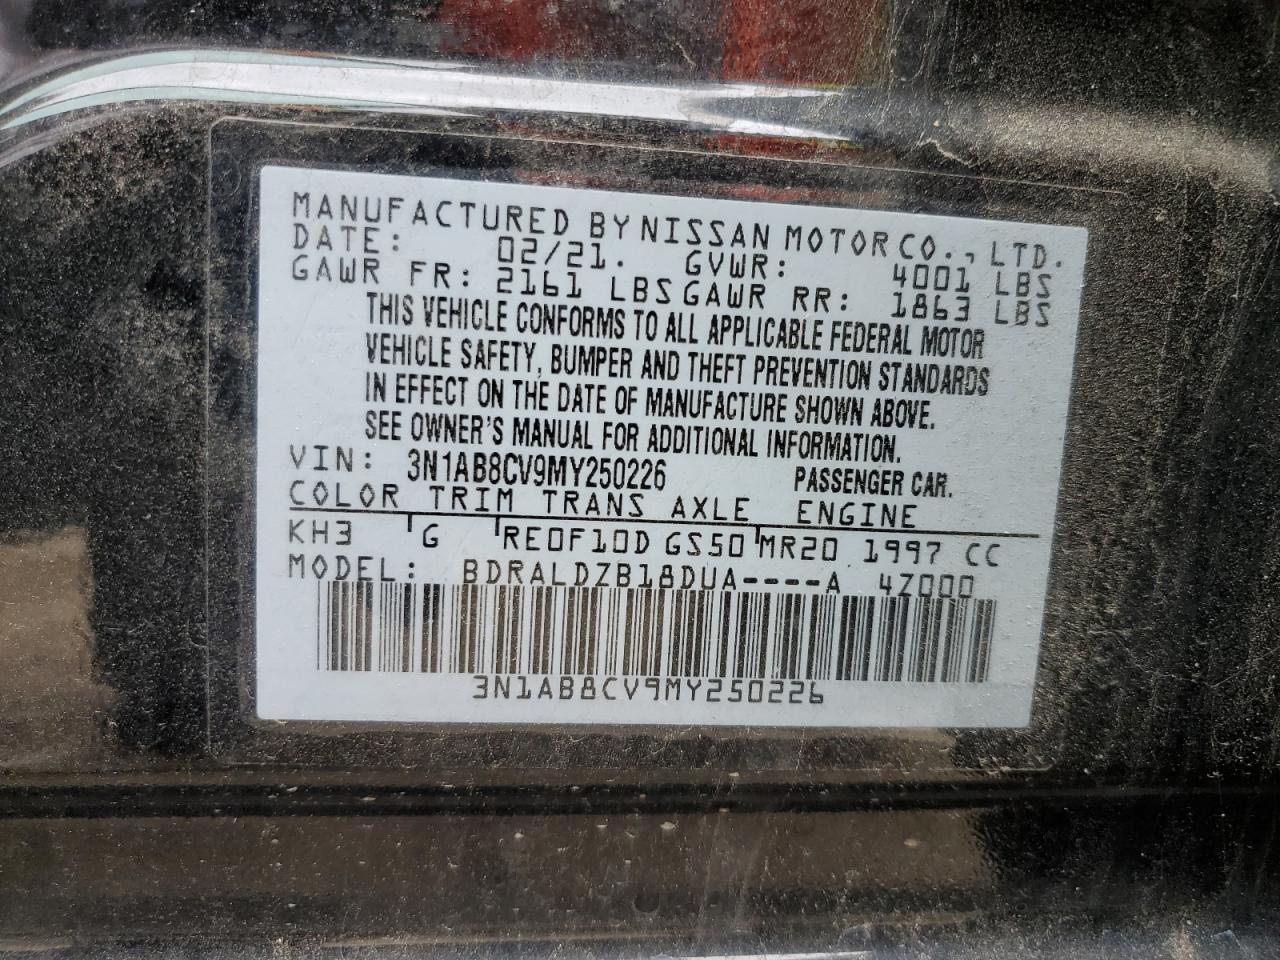 MANUFACTURED BY NISSAN MOTOR CO., LTD.
DATE: 02/21. GVWR: 4001 LBS
GAWR FR: 2161 LBS GAWR RR: 1863 LBS
THIS VEHICLE CONFORMS TO ALL APPLICABLE FEDERAL MOTOR
VEHICLE SAFETY, BUMPER AND THEFT PREVENTION STANDARDS
IN EFFECT ON THE DATE OF MANUFACTURE SHOWN ABOVE.
SEE OWNER'S MANUAL FOR ADDITIONAL INFORMATION.
VIN: 3N1AB8CV9MY250226 PASSENGER CAR.
COLOR TRIM TRANS AXLE ENGINE
KH3 G RE0F10D GS50 MR20 1997 CC
MODEL: BDRALDZB18DUA----A 4Z000
3N1AB8CV9MY250226